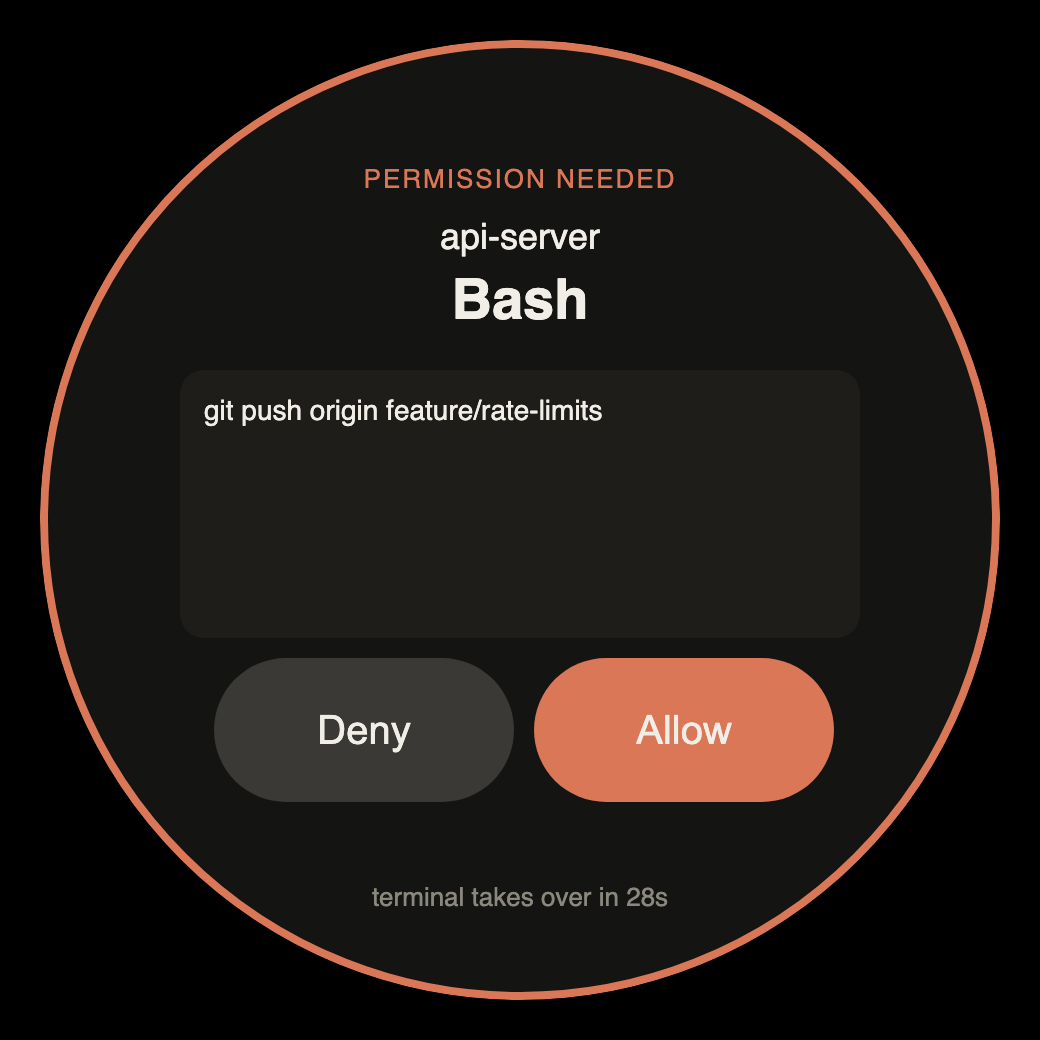 PERMISSION NEEDED
api-server
Bash
git push origin feature/rate-limits
Deny
Allow
terminal takes over in 28s